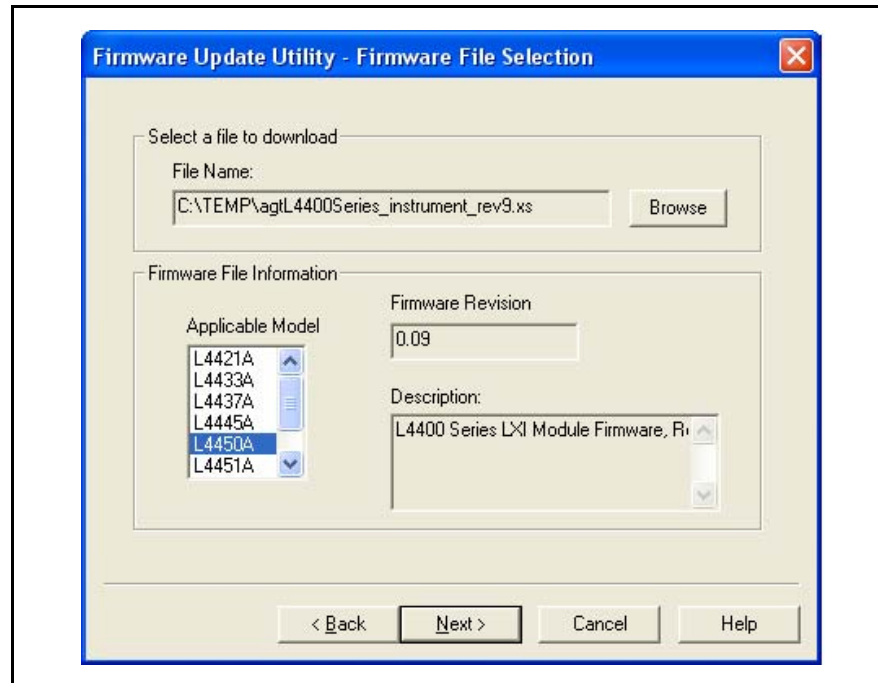 Firmware Update Utility - Firmware File Selection
Select a file to download
File Name:
C:\TEMP\agtL4400Series_instrument_rev9.xs
Browse
Firmware File Information
Applicable Model
L4421A
L4433A
L4437A
L4445A
L4450A
L4451A
Firmware Revision
0.09
Description:
L4400 Series LXI Module Firmware,
< Back
Next >
Cancel
Help